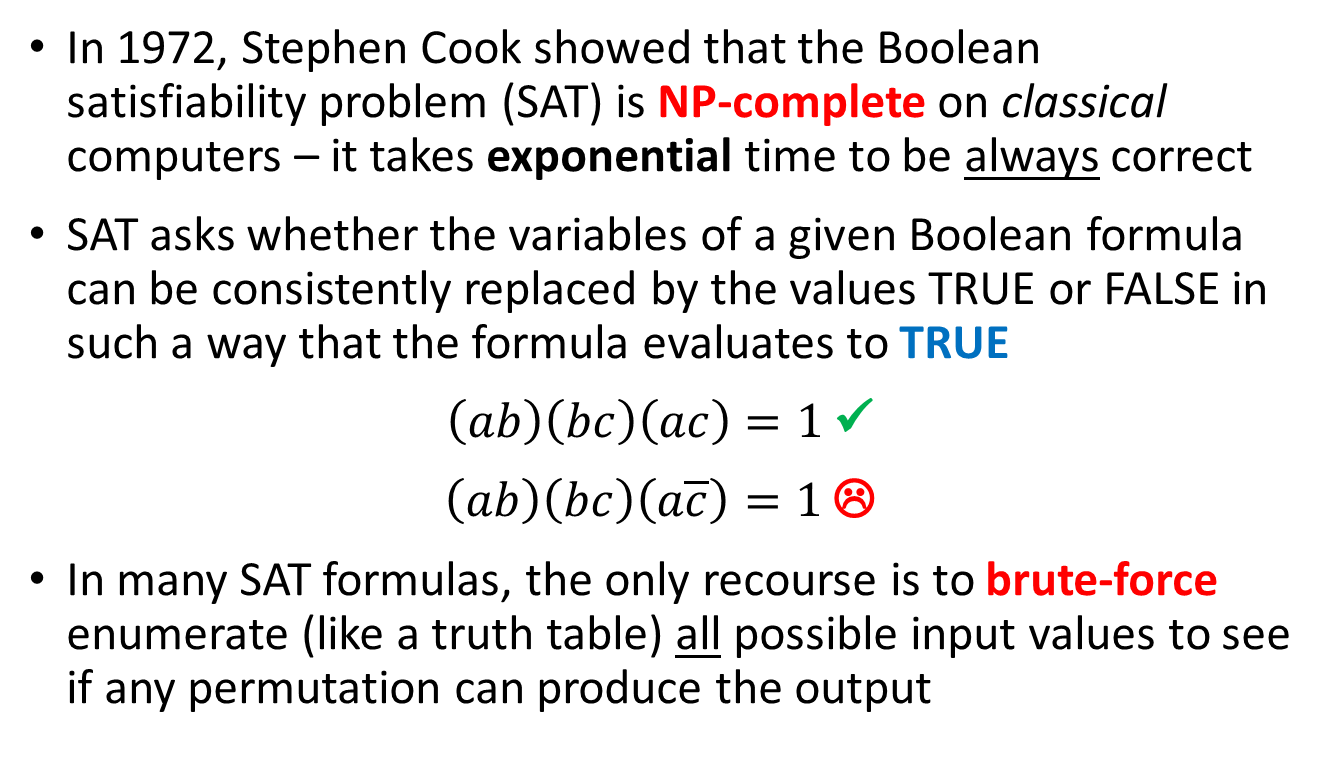 • In 1972, Stephen Cook showed that the Boolean
satisfiability problem (SAT) is NP-complete on classical
computers – it takes exponential time to be always correct
• SAT asks whether the variables of a given Boolean formula
can be consistently replaced by the values TRUE or FALSE in
such a way that the formula evaluates to TRUE
(ab)(bc)(ac) = 1 ✓
(ab)(bc)(ac̅) = 1 ☹
• In many SAT formulas, the only recourse is to brute-force
enumerate (like a truth table) all possible input values to see
if any permutation can produce the output